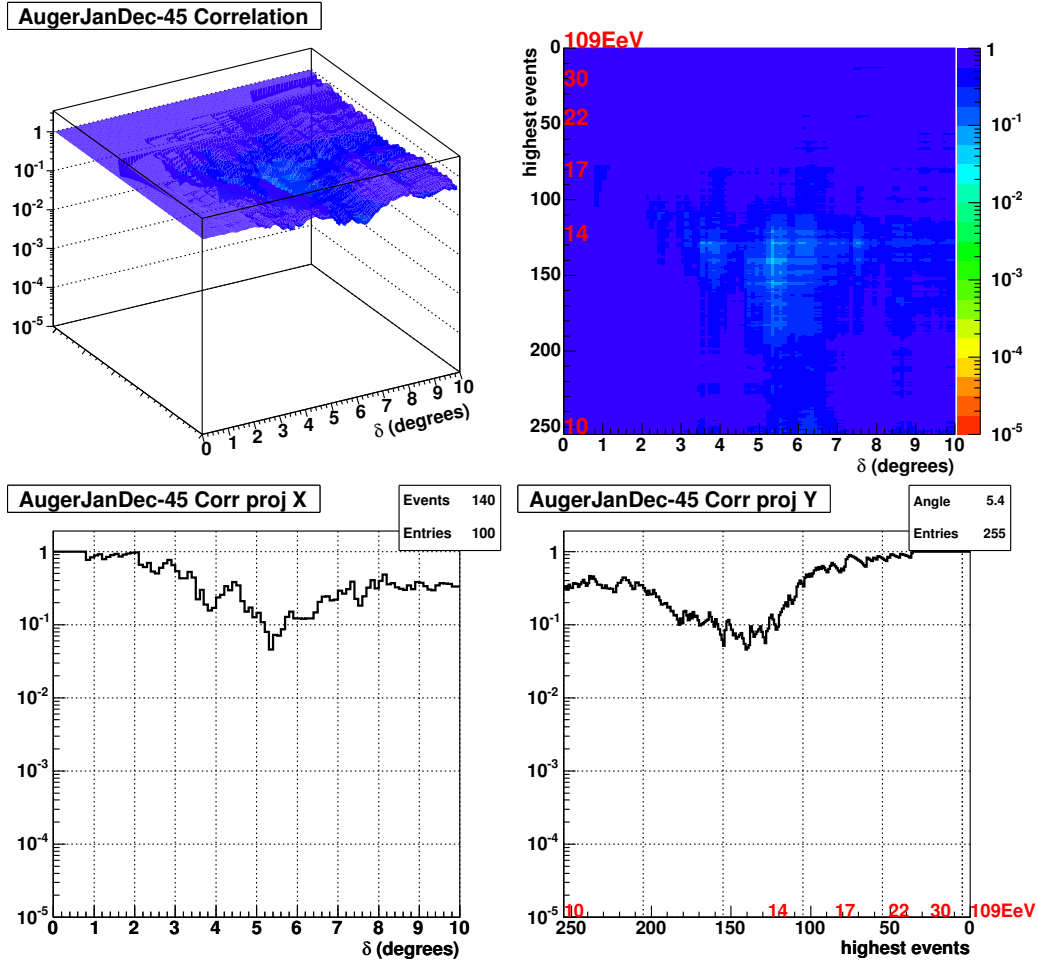 AugerJanDec-45 Correlation
1
10-1
10-2
10-3
10-4
10-5
0 1 2 3 4 5 6 7 8 9 10
δ (degrees)
109EeV
30
22
17
14
10
0
50
100
150
200
250
highest events
0 1 2 3 4 5 6 7 8 9 10
δ (degrees)
1
10-1
10-2
10-3
10-4
10-5
AugerJanDec-45 Corr proj X
Events 140
Entries 100
1
10-1
10-2
10-3
10-4
10-5
0 1 2 3 4 5 6 7 8 9 10
δ (degrees)
AugerJanDec-45 Corr proj Y
Angle 5.4
Entries 255
1
10-1
10-2
10-3
10-4
10-5
10 14 17 22 30 109EeV
250 200 150 100 50 0
highest events